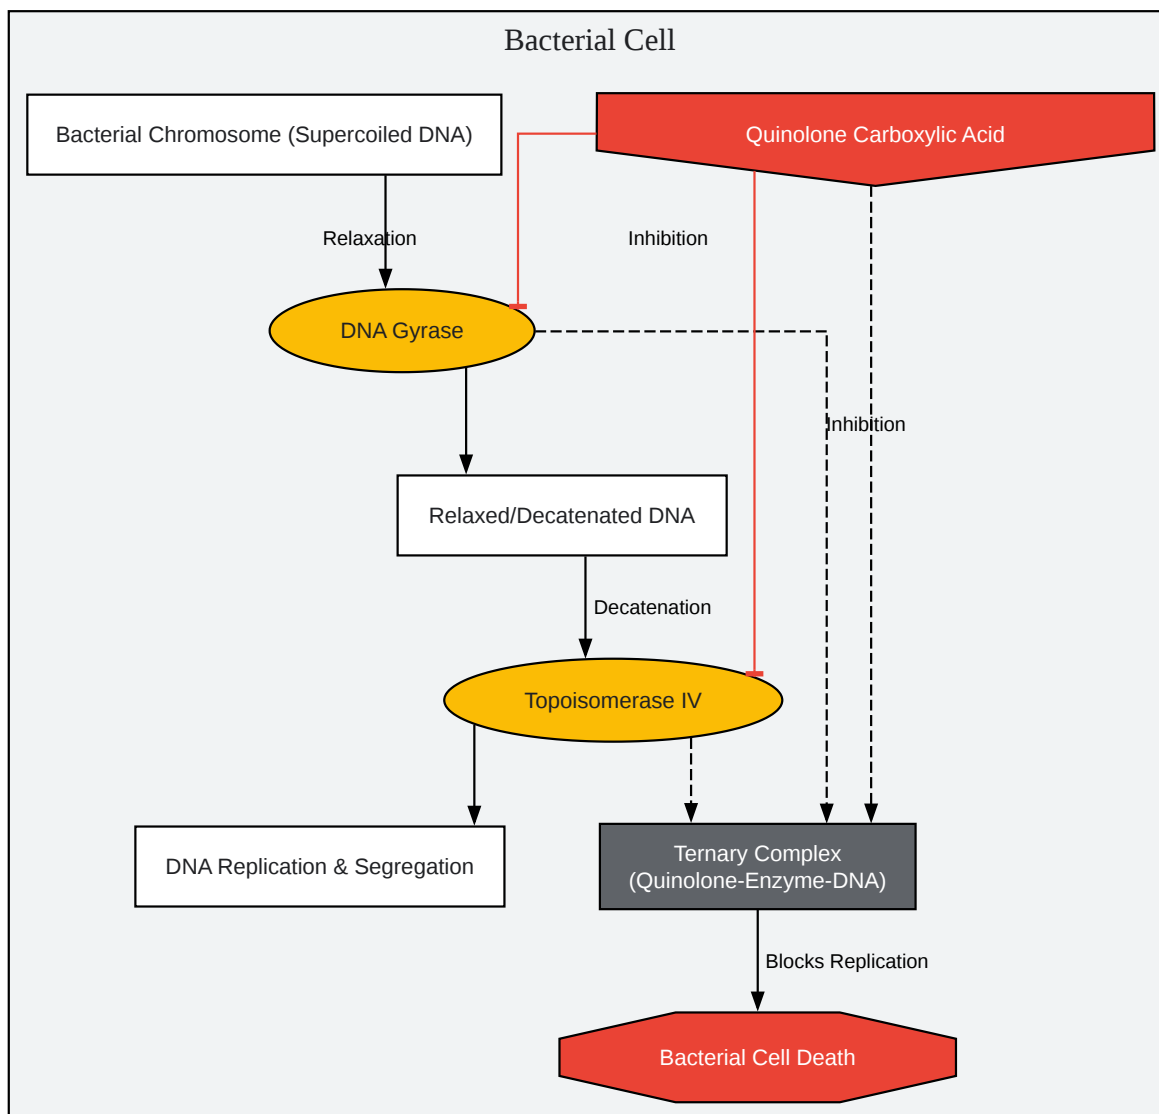 Bacterial Cell
Bacterial Chromosome (Supercoiled DNA)
Quinolone Carboxylic Acid
Relaxation
Inhibition
DNA Gyrase
Inhibition
Relaxed/Decatenated DNA
Decatenation
Topoisomerase IV
DNA Replication & Segregation
Ternary Complex
(Quinolone-Enzyme-DNA)
Blocks Replication
Bacterial Cell Death